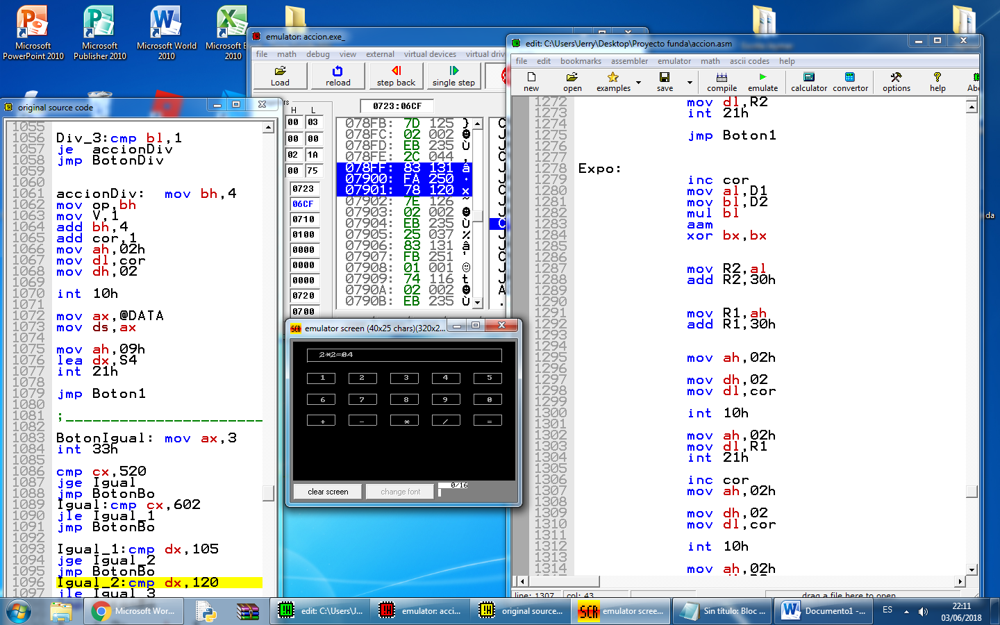 Microsoft PowerPoint 2010
Microsoft Publisher 2010
Microsoft World 2010
Microsoft E
2010
emulator: accion.exe_
file math debug view external virtual devices virtual driv
Load reload step back single step
H L
00 03
00 00
02 1A
00 75
0723
06CF
0710
0100
0000
0000
0000
0720
0700
0723:06CF
078FB: 7D 125 }
078FC: 02 002
078FD: EB 235 Ù
078FE: 2C 044 ,
078FF: 83 131 â
07900: FA 250 ·
07901: 78 120 x
07902: 7E 126 ~
07903: 02 002
07904: EB 235 Ù
07905: 25 037 %
07906: 83 131 â
07907: FB 251
07908: 01 001
07909: 74 116 t
0790A: 02 002
0790B: EB 235 Ù
original source code
1055
1056 Div_3:cmp bl,1
1057 je accionDiv
1058 jmp BotonDiv
1059
1060
1061 accionDiv: mov bh,4
1062 mov op,bh
1063 mov V,1
1064 add bh,4
1065 add cor,1
1066 mov ah,02h
1067 mov dl,cor
1068 mov dh,02
1069
1070 int 10h
1071
1072 mov ax,@DATA
1073 mov ds,ax
1074
1075 mov ah,09h
1076 lea dx,S4
1077 int 21h
1078
1079 jmp Boton1
1080
1081 ;______________________
1082
1083 BotonIgual: mov ax,3
1084 int 33h
1085
1086 cmp cx,520
1087 jge Igual
1088 jmp BotonBo
1089 Igual:cmp cx,602
1090 jle Igual_1
1091 jmp BotonBo
1092
1093 Igual_1:cmp dx,105
1094 jge Igual_2
1095 jmp BotonBo
1096 Igual_2:cmp dx,120
1097 jle Igual_3
emulator screen (40x25 chars)(320x2...
2*2=04
1 2 3 4 5
6 7 8 9 0
+ - * / =
clear screen change font 0/16
edit: C:\Users\Jerry\Desktop\Proyecto funda\accion.asm
file edit bookmarks assembler emulator math ascii codes help
new open examples save compile emulate calculator convertor options help Abo
1272 mov dl,R2
1273 int 21h
1274
1275 jmp Boton1
1276
1277
1278 Expo:
1279 inc cor
1280 mov al,D1
1281 mov bl,D2
1282 mul bl
1283 aam
1284 xor bx,bx
1285
1286
1287 mov R2,al
1288 add R2,30h
1289
1290
1291 mov R1,ah
1292 add R1,30h
1293
1294
1295 mov ah,02h
1296
1297 mov dh,02
1298 mov dl,cor
1299
1300 int 10h
1301
1302 mov ah,02h
1303 mov dl,R1
1304 int 21h
1305
1306 inc cor
1307 mov ah,02h
1308
1309 mov dh,02
1310 mov dl,cor
1311
1312 int 10h
1313
1314 mov ah,02h
line: 1307 col: 43 drag a file here to open
da
Microsoft Wor...
edit: C:\Users\J...
emulator: acci...
original source...
emulator scree...
Sin título: Bloc ...
Documento1 -...
ES
22:11
03/06/2018